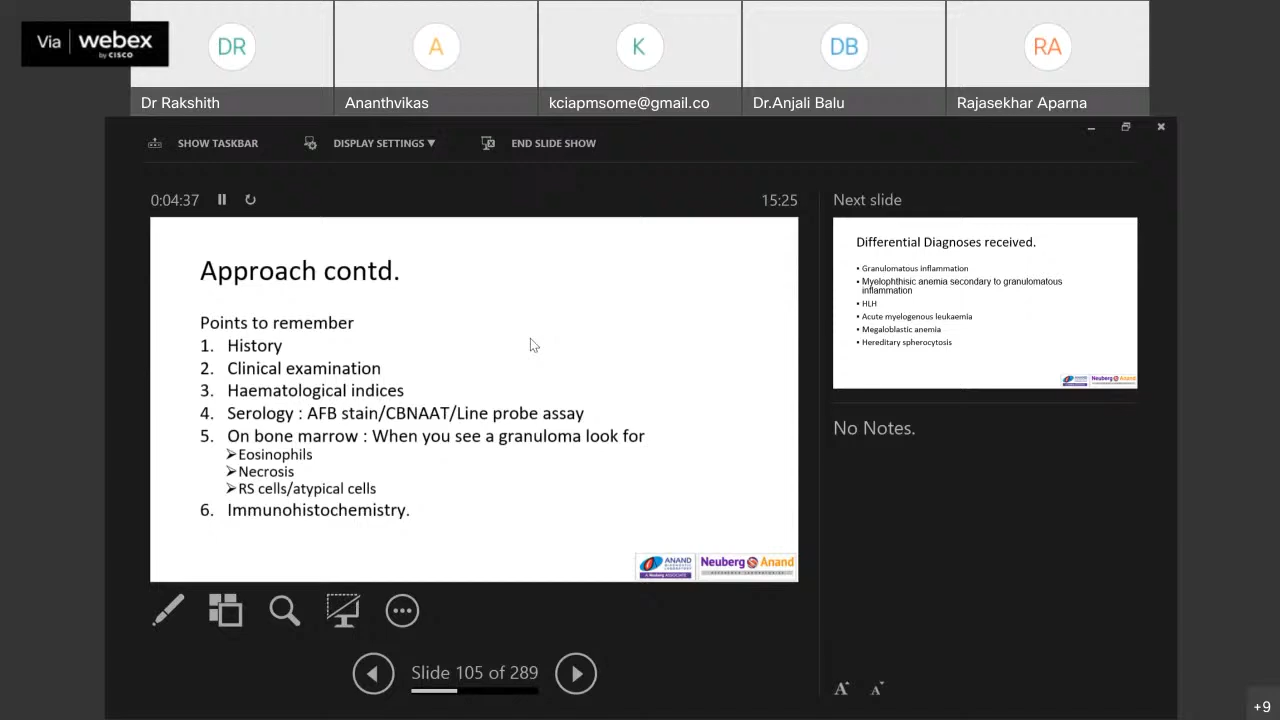 Via webex
by CISCO
DR
A
K
DB
RA
Dr Rakshith
Ananthvikas
kciapmsome@gmail.co
Dr.Anjali Balu
Rajasekhar Aparna
SHOW TASKBAR
DISPLAY SETTINGS ▼
END SLIDE SHOW
0:04:37
15:25
Next slide
Approach contd.
Points to remember
1. History
2. Clinical examination
3. Haematological indices
4. Serology : AFB stain/CBNAAT/Line probe assay
5. On bone marrow : When you see a granuloma look for
➢Eosinophils
➢Necrosis
➢RS cells/atypical cells
6. Immunohistochemistry.
ANAND
Neuberg Anand
Differential Diagnoses received.
• Granulomatous inflammation
• Myelophthisic anemia secondary to granulomatous
inflammation
• HLH
• Acute myelogenous leukaemia
• Megaloblastic anemia
• Hereditary spherocytosis
Neuberg Anand
No Notes.
Slide 105 of 289
A
A
+9